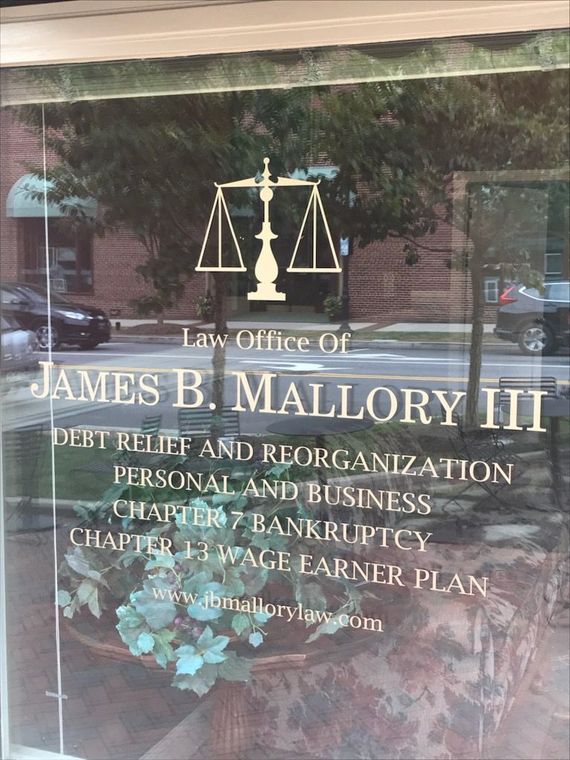 Law Office Of
JAMES B. MALLORY III
DEBT RELIEF AND REORGANIZATION
PERSONAL AND BUSINESS
CHAPTER 7 BANKRUPTCY
CHAPTER 13 WAGE EARNER PLAN
www.jbmallorylaw.com